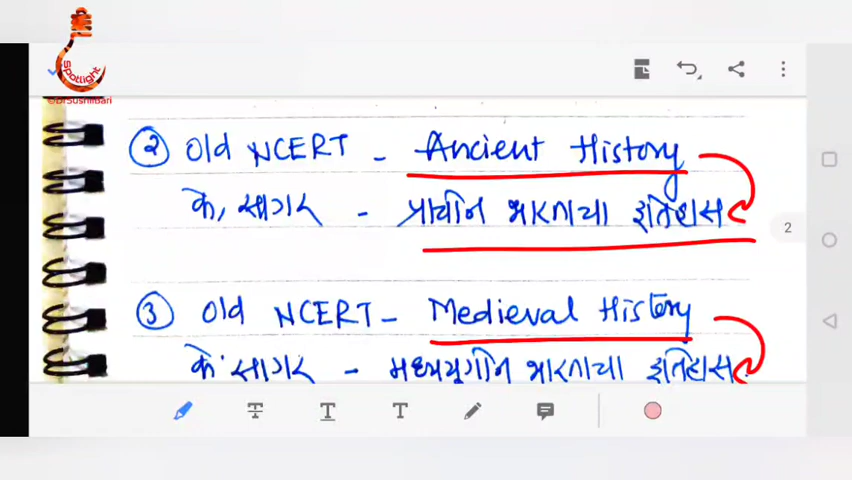 Spotlight
©DrSushilBari
② Old NCERT - Ancient History
के, सागर - प्राचीन भारताचा इतिहास
2
③ Old NCERT - Medieval History
के. सागर - मध्ययुगीन भारताचा इतिहास
T T T